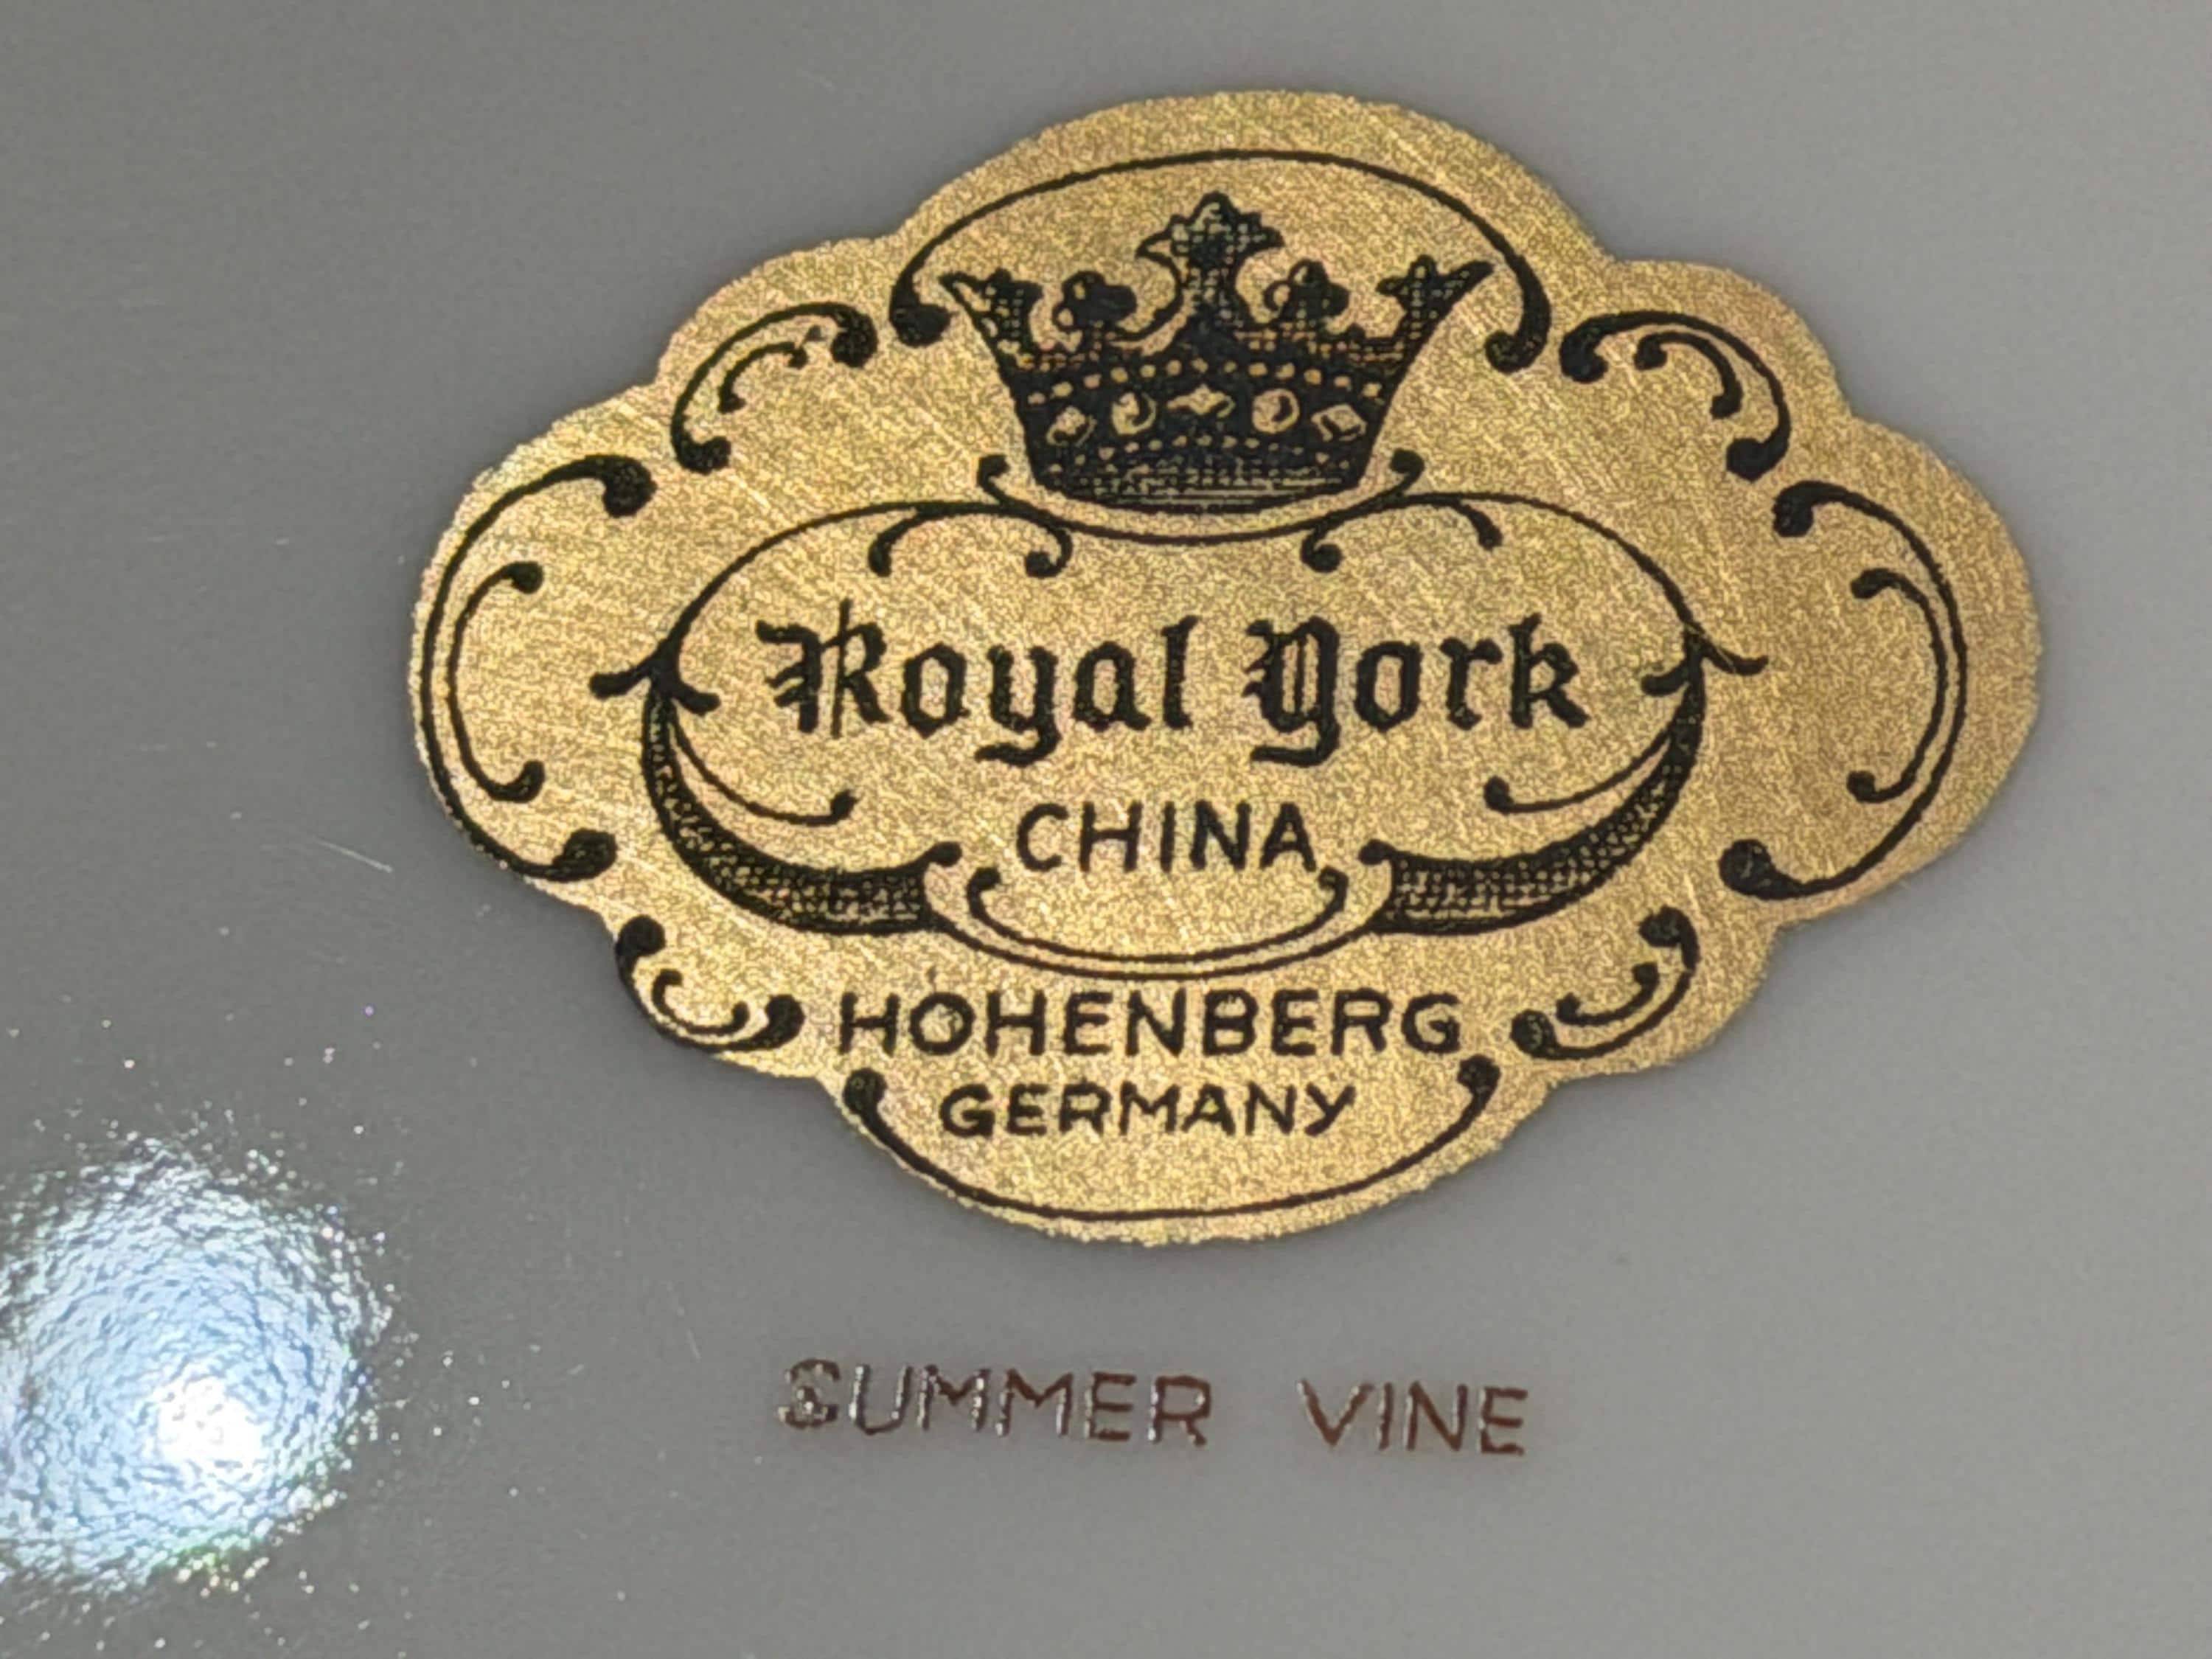 Royal York
CHINA
HOHENBERG
GERMANY
SUMMER VINE